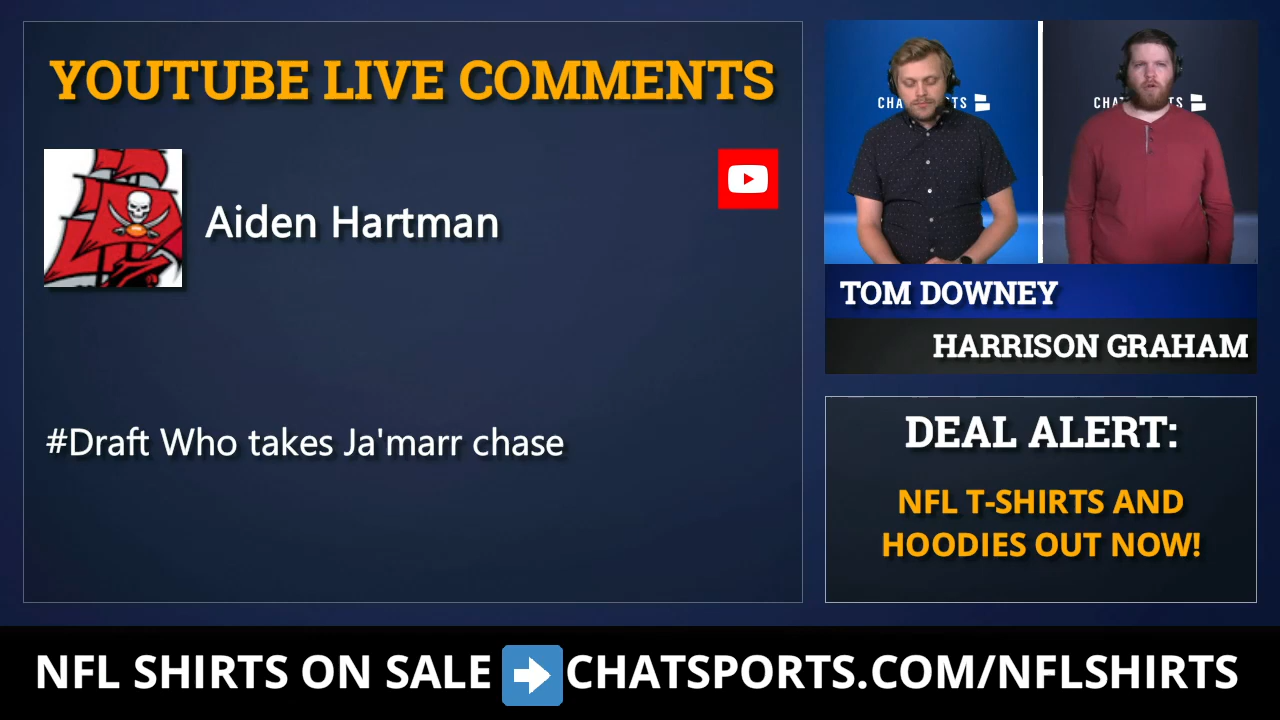 YOUTUBE LIVE COMMENTS
Aiden Hartman
#Draft Who takes Ja'marr chase
TOM DOWNEY
HARRISON GRAHAM
DEAL ALERT:
NFL T-SHIRTS AND
HOODIES OUT NOW!
NFL SHIRTS ON SALE ➡ CHATSPORTS.COM/NFLSHIRTS